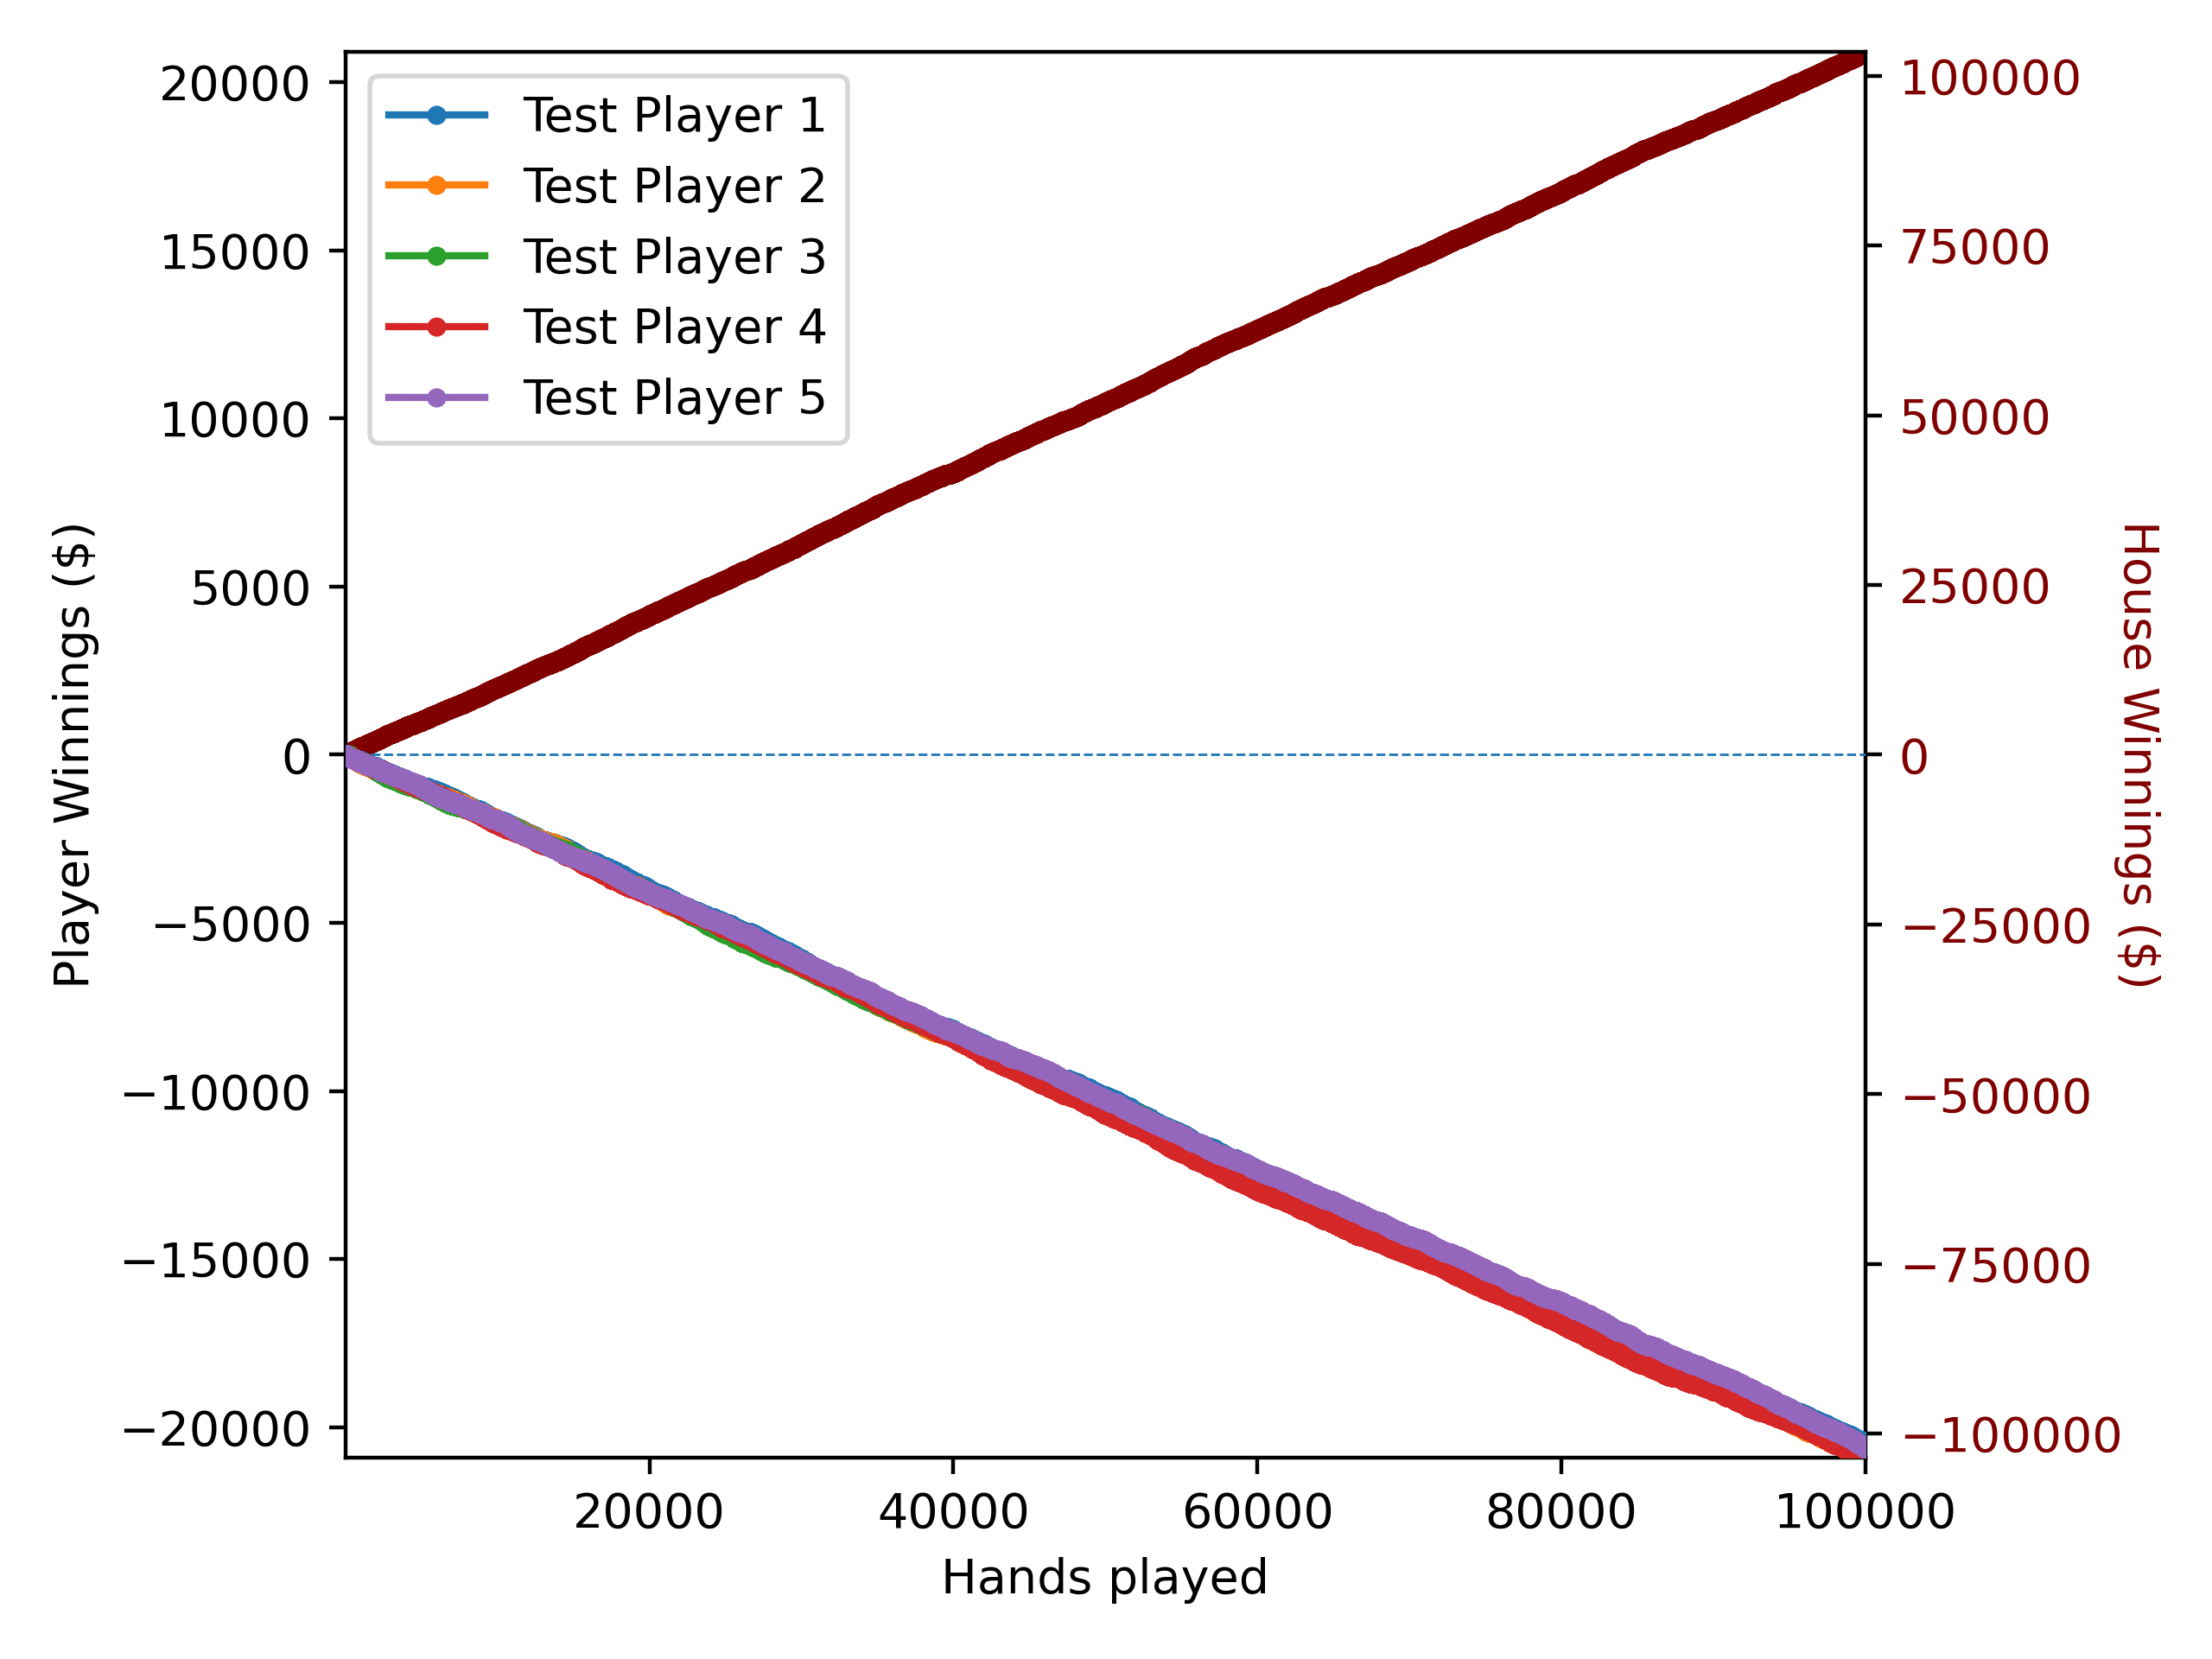 Test Player 1
Test Player 2
Test Player 3
Test Player 4
Test Player 5
20000
15000
10000
5000
0
−5000
−10000
−15000
−20000
Player Winnings ($)
100000
75000
50000
25000
0
−25000
−50000
−75000
−100000
House Winnings ($)
20000 40000 60000 80000 100000
Hands played